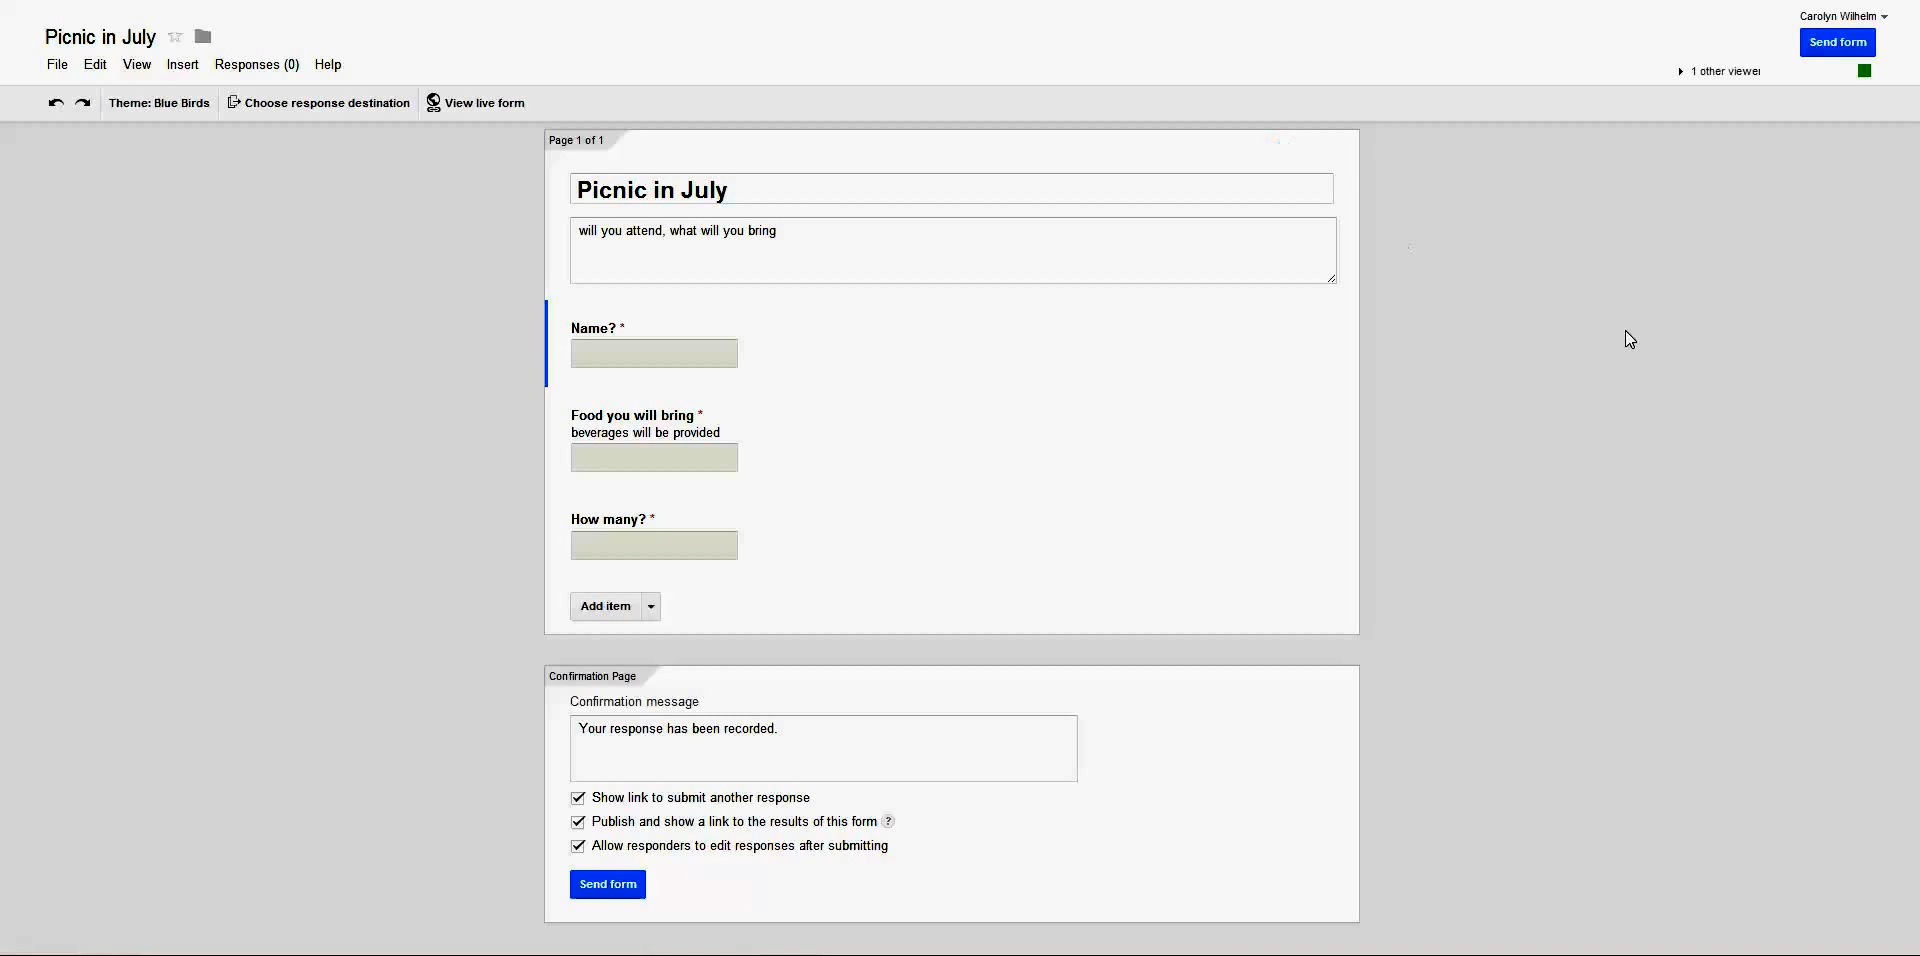 Picnic in July
Carolyn Wilhelm
Send form
File Edit View Insert Responses (0) Help
1 other viewer
Theme: Blue Birds Choose response destination View live form
Page 1 of 1
Picnic in July
will you attend, what will you bring
Name? *
Food you will bring *
beverages will be provided
How many? *
Add item
Confirmation Page
Confirmation message
Your response has been recorded.
Show link to submit another response
Publish and show a link to the results of this form ?
Allow responders to edit responses after submitting
Send form